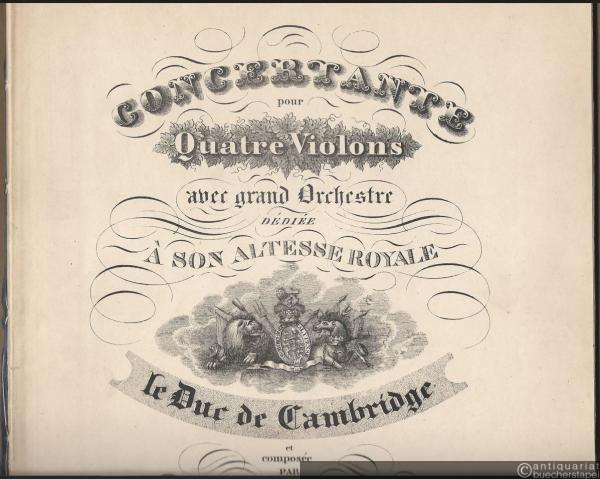 CONCERTANTE
pour
Quatre Violons
avec grand Orchestre
DÉDIÉE
À SON ALTESSE ROYALE
le Duc de Cambridge
et
composée
PAR
©antiquariat
buecherstapel